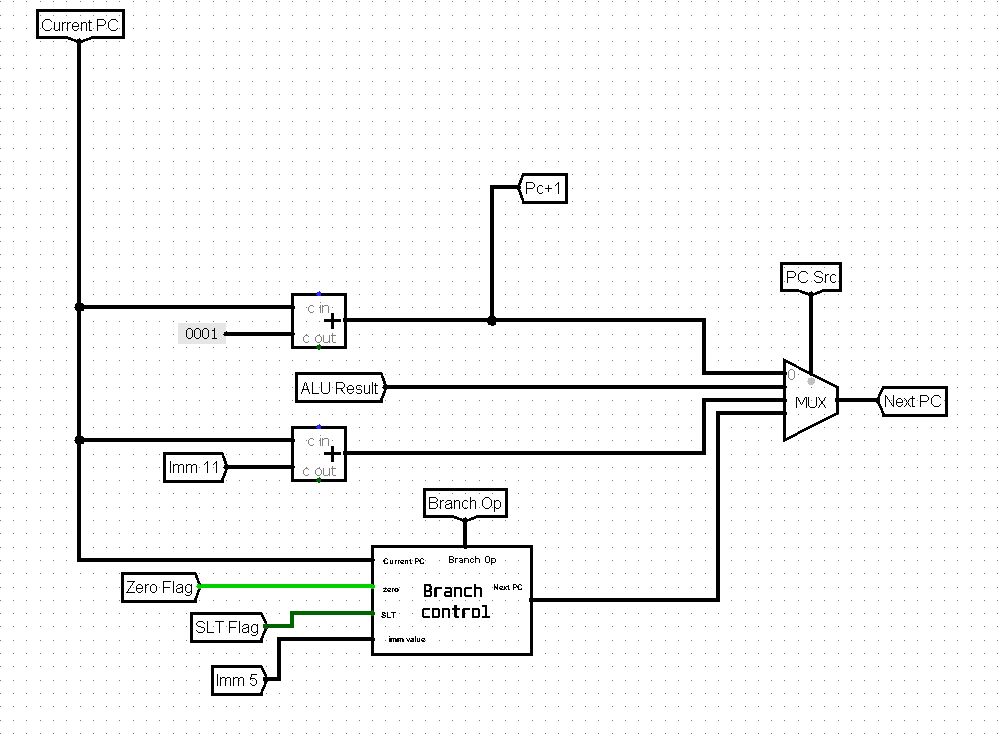 Current PC
Pc+1
PC Src
c in
+
c out
0001
ALU Result
0
MUX
Next PC
c in
+
c out
Imm 11
Branch Op
Current PC
Branch Op
Zero Flag
zero
Branch
control
Next PC
SLT Flag
SLT
imm value
Imm 5